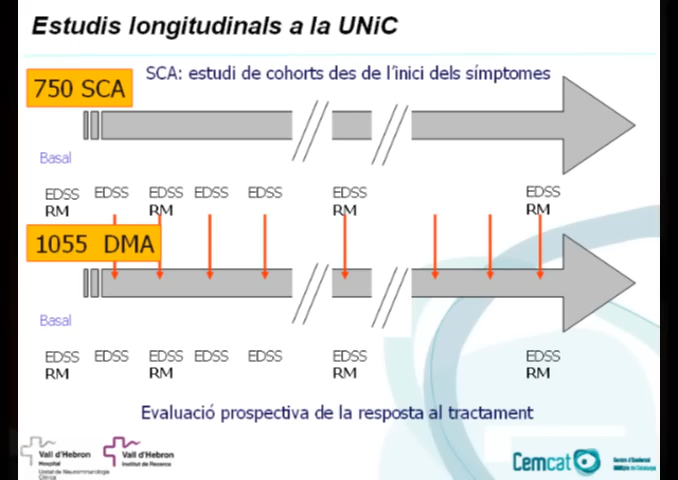 Estudis longitudinals a la UNiC
750 SCA
SCA: estudi de cohorts des de l'inici dels símptomes
Basal
EDSS EDSS EDSS EDSS EDSS EDSS EDSS
RM RM RM RM
1055 DMA
Basal
EDSS EDSS EDSS EDSS EDSS EDSS EDSS
RM RM RM RM
Evaluació prospectiva de la resposta al tractament
Vall d'Hebron
Hospital
Unitat de Neuroimmunologia
Clínica
Vall d'Hebron
Institut de Recerca
Cemcat